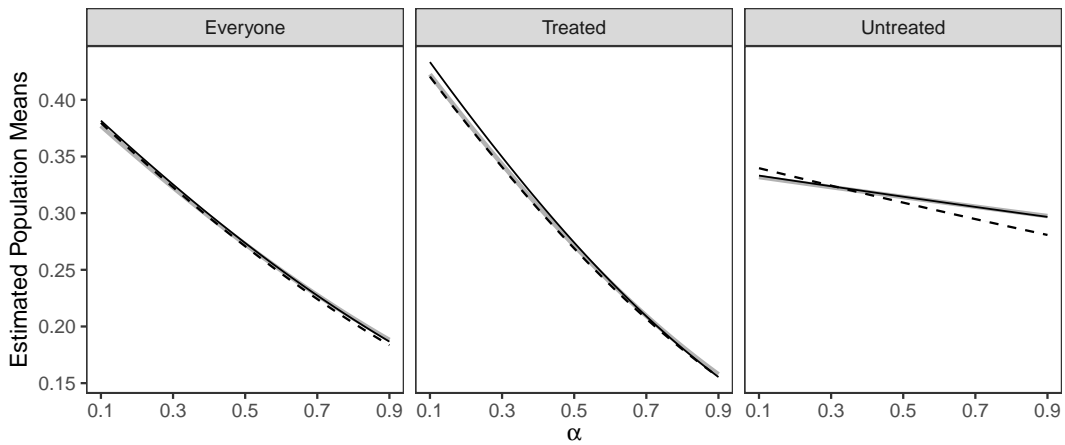 Everyone Treated Untreated
Estimated Population Means
0.40
0.35
0.30
0.25
0.20
0.15
0.1 0.3 0.5 0.7 0.9 0.1 0.3 0.5 0.7 0.9 0.1 0.3 0.5 0.7 0.9
α